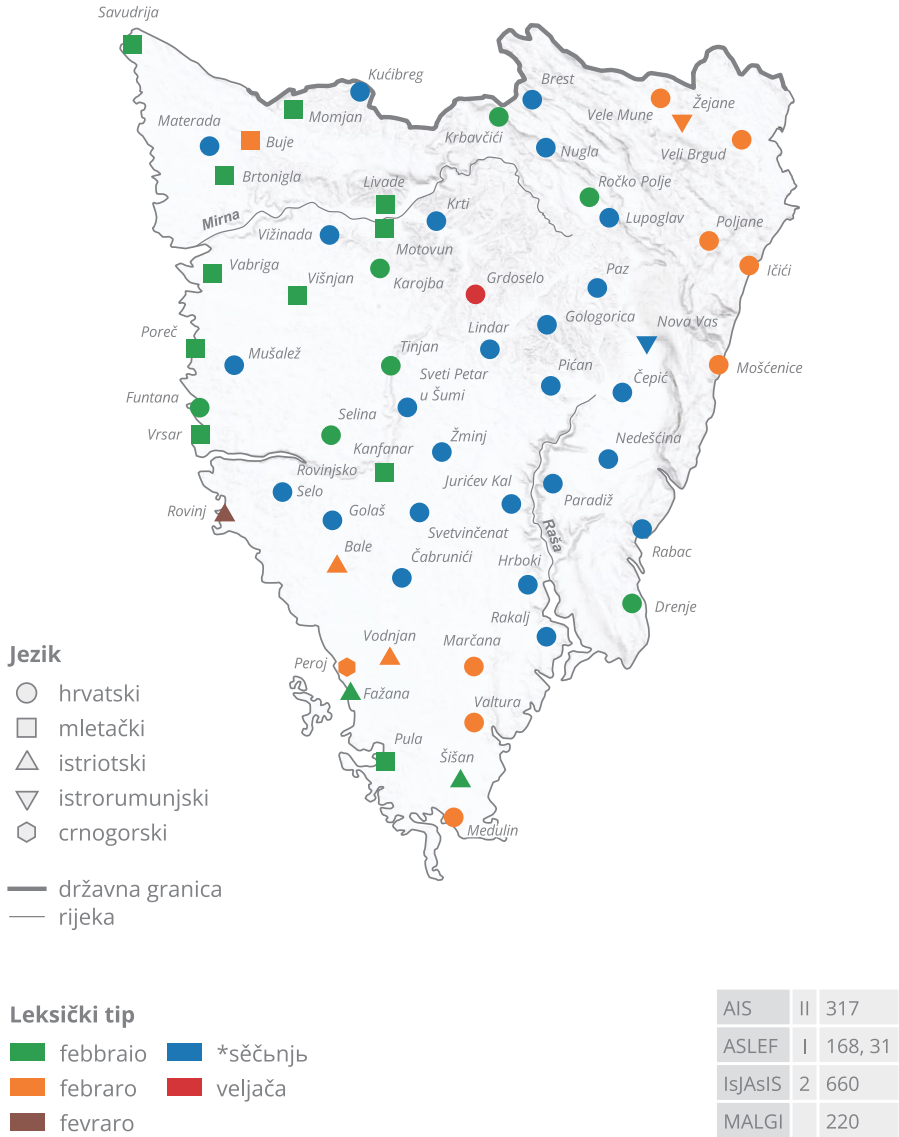 Savudrija
Kućibreg
Brest
Momjan
Vele Mune
Žejane
Materada
Buje
Krbavčići
Nugla
Veli Brgud
Brtonigla
Livade
Ročko Polje
Mirna
Krti
Lupoglav
Poljane
Vižinada
Motovun
Vabriga
Višnjan
Karojba
Grdoselo
Paz
Ičići
Poreč
Lindar
Gologorica
Nova Vas
Mušalež
Tinjan
Pićan
Čepić
Mošćenice
Sveti Petar
u Šumi
Funtana
Selina
Vrsar
Kanfanar
Žminj
Nedešćina
Rovinjsko
Selo
Jurićev Kal
Paradiž
Rovinj
Golaš
Svetvinčenat
Raša
Rabac
Bale
Čabrunići
Hrboki
Drenje
Rakalj
Vodnjan
Marčana
Peroj
Fažana
Valtura
Pula
Šišan
Medulin
Jezik
hrvatski
mletački
istriotski
istrorumunjski
crnogorski
državna granica
rijeka
Leksički tip
febbraio
*sěčьnjь
febraro
veljača
fevraro
AIS II 317
ASLEF I 168, 31
IsJAsIS 2 660
MALGI 220